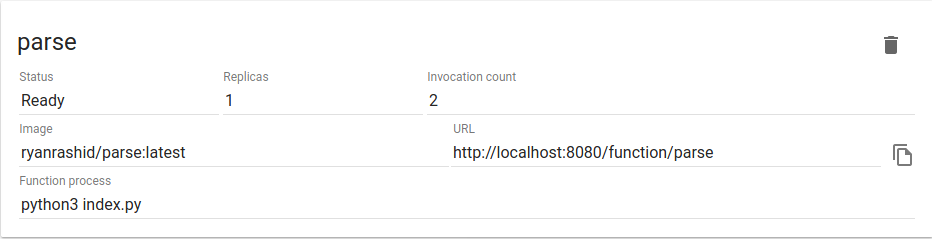 parse
Status Replicas Invocation count
Ready 1 2
Image URL
ryanrashid/parse:latest http://localhost:8080/function/parse
Function process
python3 index.py